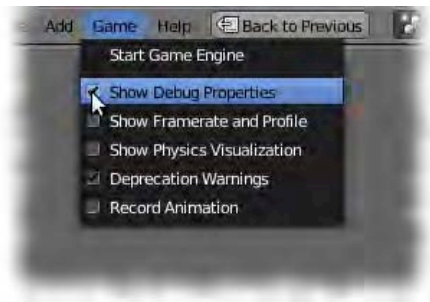 Add Game Help Back to Previous
Start Game Engine
Show Debug Properties
Show Framerate and Profile
Show Physics Visualization
Deprecation Warnings
Record Animation